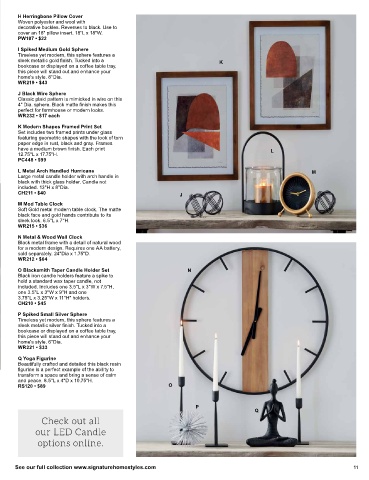 H Herringbone Pillow Cover
Woven polyester and wool with
decorative buckles. Reverses to black. Use to
cover an 18" pillow insert. 18"L x 18"W.
PW187 • $23
I Spiked Medium Gold Sphere
Timeless yet modern, this sphere features a
sleek metallic gold finish. Tucked into a
bookcase or displayed on a coffee table tray,
this piece will stand out and enhance your
home's style. 8"Dia.
WR219 • $43
J Black Wire Sphere
Classic plaid pattern is mimicked in wire on this
4" Dia. sphere. Black matte finish makes this
perfect for farmhouse or modern looks.
WR232 • $17 each
K Modern Shapes Framed Print Set
Set includes two framed prints under glass
featuring geometric shapes with the look of torn
paper edge in rust, black and gray. Frames
have a medium brown finish. Each print
12.75"L x 17.75"H.
PC448 • $99
L Metal Arch Handled Hurricane
Large metal candle holder with arch handle in
black with thick glass holder. Candle not
included. 12"H x 8"Dia.
CH211 • $40
M Mod Table Clock
Soft Gold metal modern table clock. The matte
black face and gold hands contribute to its
sleek look. 6.5"L x 7"H.
WR215 • $36
N Metal & Wood Wall Clock
Black metal frame with a detail of natural wood
for a modern design. Requires one AA battery,
sold separately. 24"Dia x 1.75"D.
WR212 • $64
O Blacksmith Taper Candle Holder Set
Black iron candle holders feature a spike to
hold a standard wax taper candle, not
included. Includes one 3.5"L x 3"W x 7.5"H,
one 3.5"L x 3"W x 9"H and one
3.75"L x 3.25"W x 11"H" holders.
CH210 • $45
P Spiked Small Silver Sphere
Timeless yet modern, this sphere features a
sleek metallic silver finish. Tucked into a
bookcase or displayed on a coffee table tray,
this piece will stand out and enhance your
home's style. 6"Dia.
WR221 • $33
Q Yoga Figurine
Beautifully crafted and detailed this black resin
figurine is a perfect example of the ability to
transform a space and bring a sense of calm
and peace. 8.5"L x 4"D x 10.75"H.
RS120 • $69
Check out all
our LED Candle
options online.
K
L
M
J
N
O
P
Q
See our full collection www.signaturehomestyles.com
11